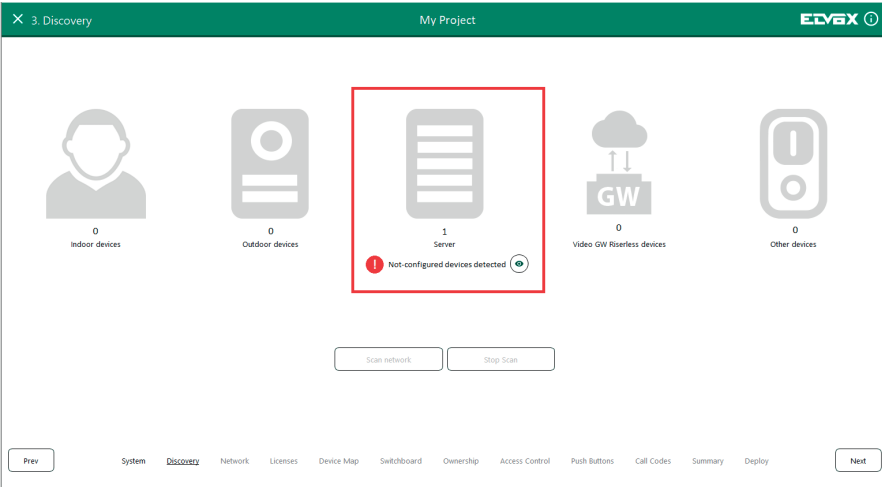 3. Discovery My Project ELVOX
GW
0 0 1 0 0
Indoor devices Outdoor devices Server Video GW Riserless devices Other devices
! Not-configured devices detected
Scan network Stop Scan
Prev System Discovery Network Licenses Device Map Switchboard Ownership Access Control Push Buttons Call Codes Summary Deploy Next